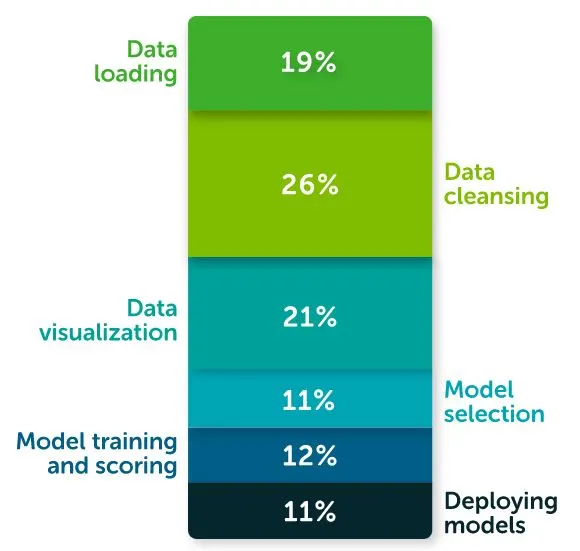 Data
loading
19%
26%
Data
cleansing
Data
visualization
21%
11%
Model
selection
Model training
and scoring
12%
11%
Deploying
models